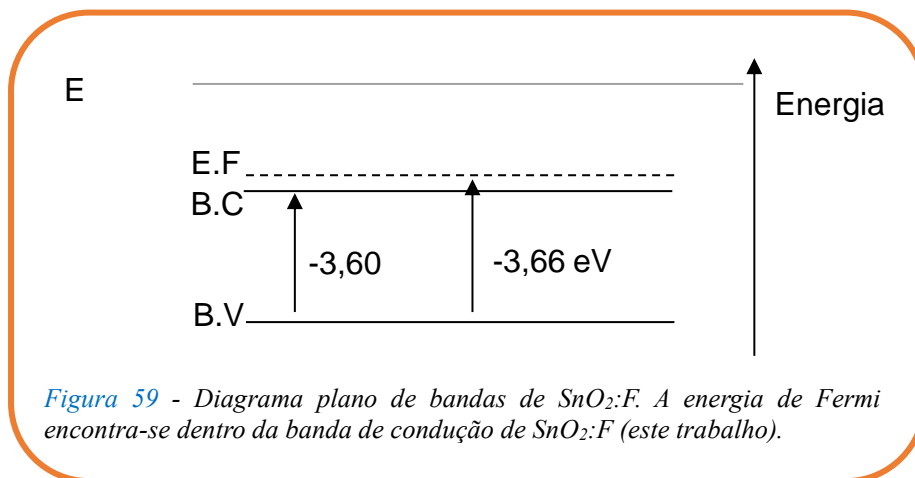 E
Energia
E.F
B.C
-3,60
-3,66 eV
B.V
Figura 59 - Diagrama plano de bandas de SnO₂:F. A energia de Fermi
encontra-se dentro da banda de condução de SnO₂:F (este trabalho).